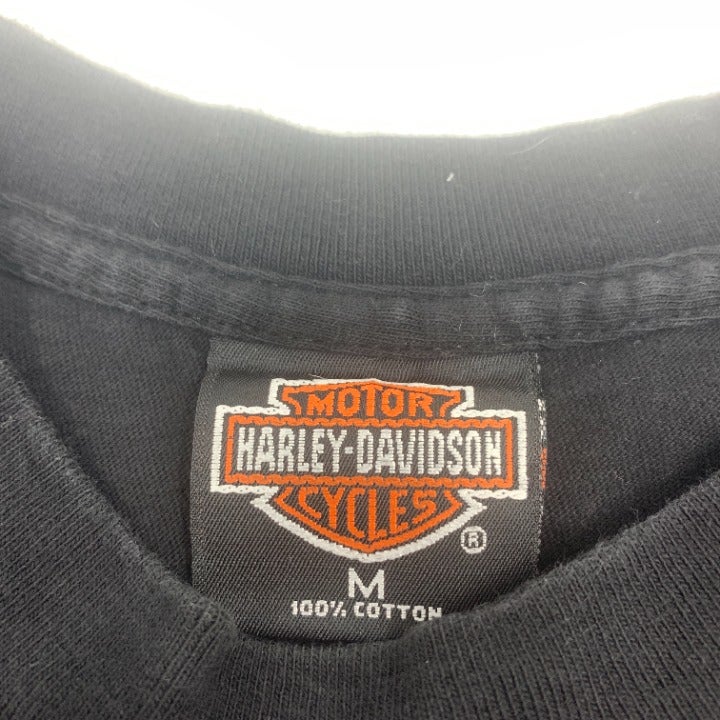 MOTOR
HARLEY-DAVIDSON
CYCLES
®
M
100% COTTON